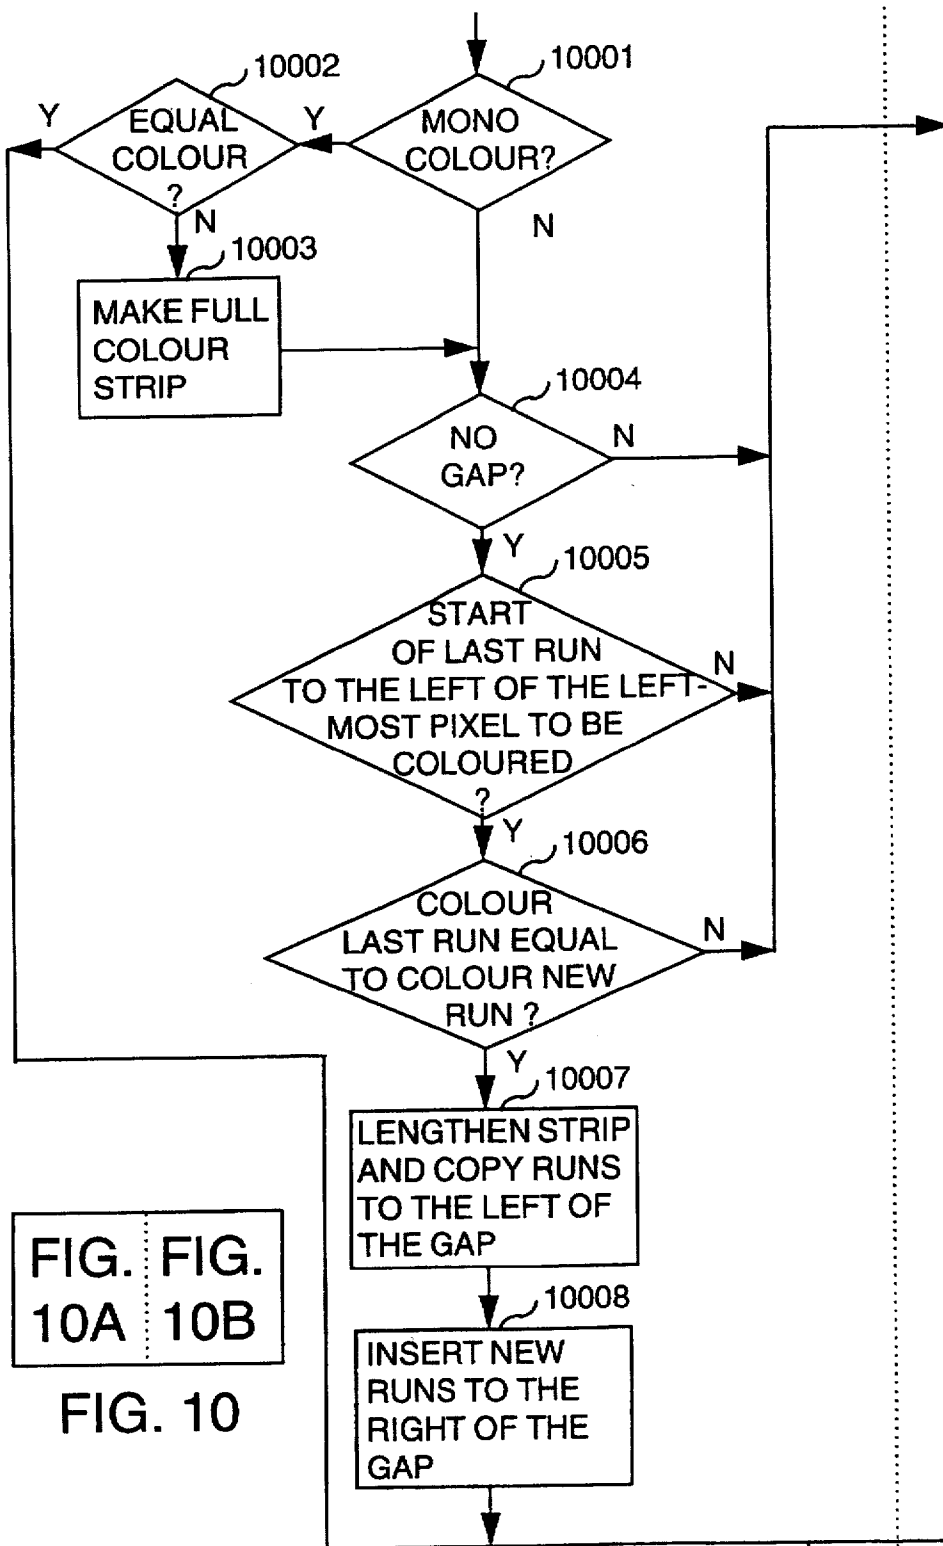 10002
10001
Y
EQUAL
COLOUR
?
Y
MONO
COLOUR?
N
N
10003
MAKE FULL
COLOUR
STRIP
10004
NO
GAP?
N
Y
10005
START
OF LAST RUN
TO THE LEFT OF THE LEFT-
MOST PIXEL TO BE
COLOURED
?
N
Y
10006
COLOUR
LAST RUN EQUAL
TO COLOUR NEW
RUN ?
N
Y
10007
LENGTHEN STRIP
AND COPY RUNS
TO THE LEFT OF
THE GAP
10008
INSERT NEW
RUNS TO THE
RIGHT OF THE
GAP
FIG. FIG.
10A 10B
FIG. 10